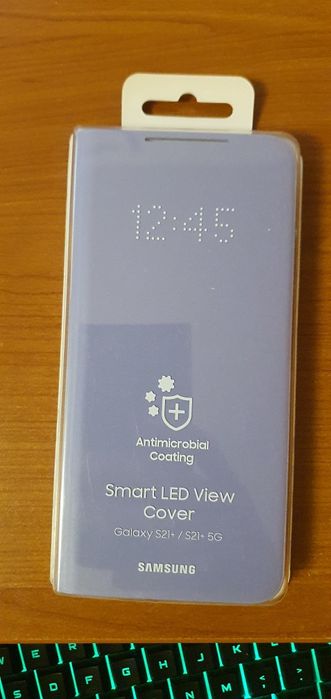 12:45
Antimicrobial
Coating
Smart LED View
Cover
Galaxy S21+ / S21+ 5G
SAMSUNG
W E R T Y U I O P
S D F G H J K L
Z X C V B N M < >